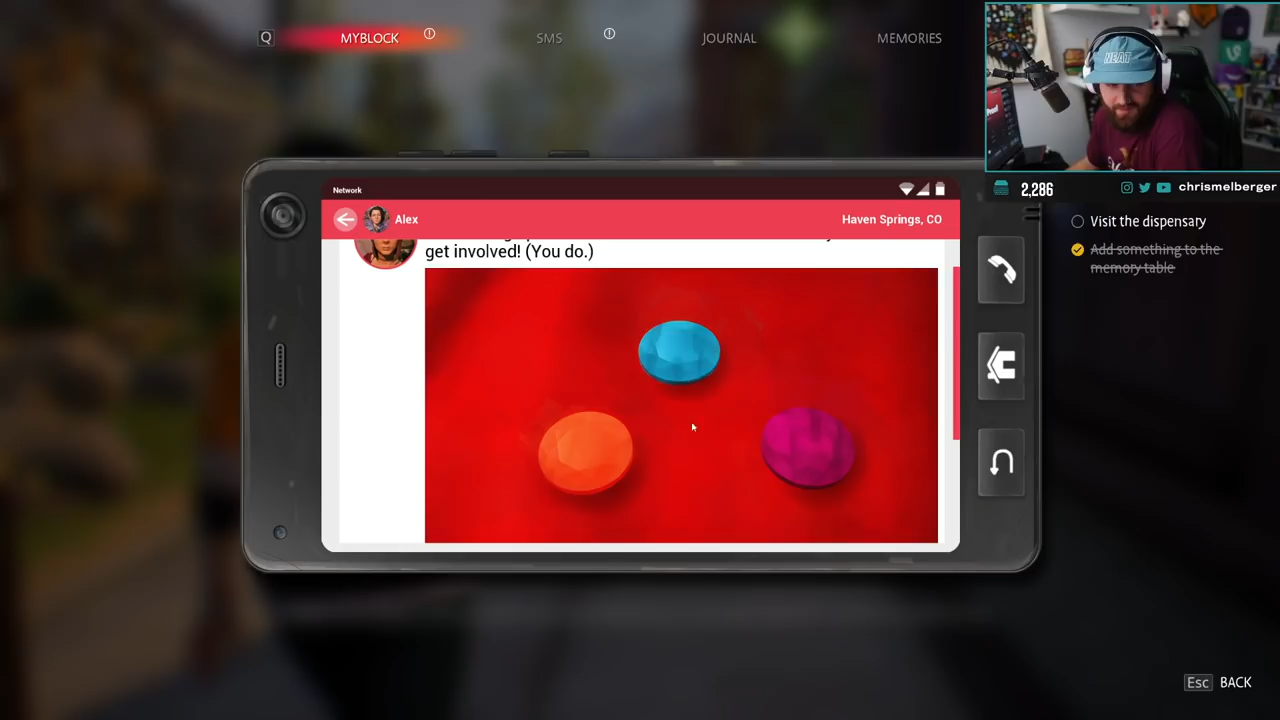 Q
MYBLOCK
SMS
JOURNAL
MEMORIES
NEAT
2,286
chrismelberger
Network
Alex
Haven Springs, CO
Visit the dispensary
Add something to the
memory table
get involved! (You do.)
Esc BACK